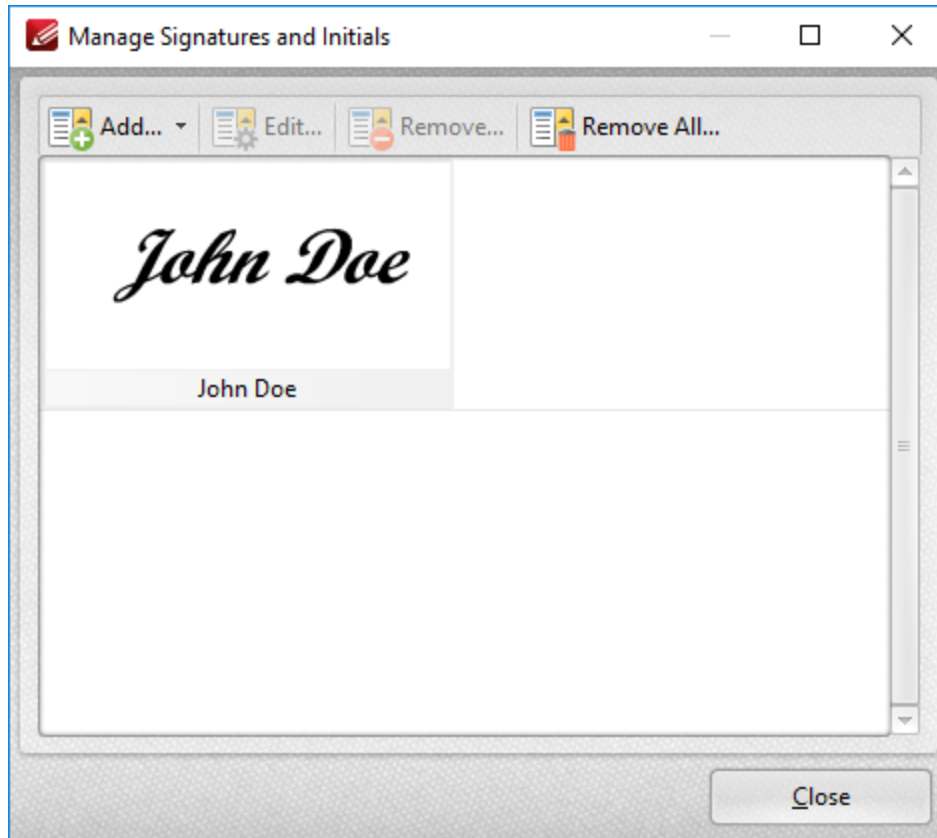 Manage Signatures and Initials
Add... Edit... Remove... Remove All...
John Doe
John Doe
Close